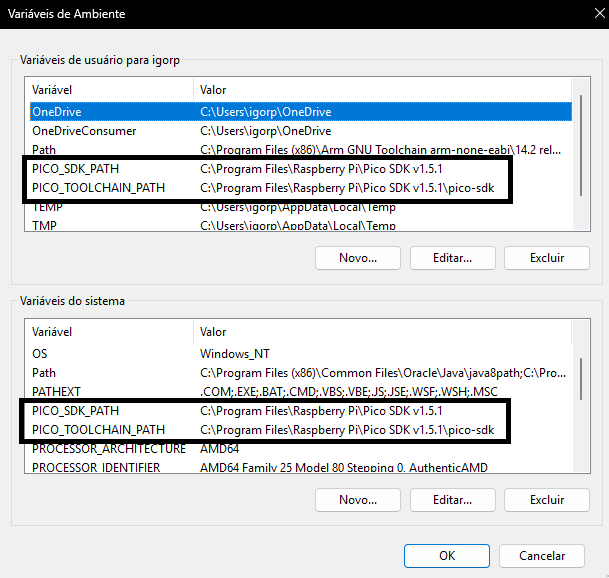 Variáveis de Ambiente
Variáveis de usuário para igorp
Variável Valor
OneDrive C:\Users\igorp\OneDrive
OneDriveConsumer C:\Users\igorp\OneDrive
Path C:\Program Files (x86)\Arm GNU Toolchain arm-none-eabi\14.2 rel...
PICO_SDK_PATH C:\Program Files\Raspberry Pi\Pico SDK v1.5.1
PICO_TOOLCHAIN_PATH C:\Program Files\Raspberry Pi\Pico SDK v1.5.1\pico-sdk
TEMP C:\Users\igorp\AppData\Local\Temp
TMP C:\Users\igorp\AppData\Local\Temp
Novo... Editar... Excluir
Variáveis do sistema
Variável Valor
OS Windows_NT
Path C:\Program Files (x86)\Common Files\Oracle\Java\java8path;C:\Pro...
PATHEXT .COM;.EXE;.BAT;.CMD;.VBS;.VBE;.JS;.JSE;.WSF;.WSH;.MSC
PICO_SDK_PATH C:\Program Files\Raspberry Pi\Pico SDK v1.5.1
PICO_TOOLCHAIN_PATH C:\Program Files\Raspberry Pi\Pico SDK v1.5.1\pico-sdk
PROCESSOR_ARCHITECTURE AMD64
PROCESSOR_IDENTIFIER AMD64 Family 25 Model 80 Stepping 0, AuthenticAMD
Novo... Editar... Excluir
OK Cancelar